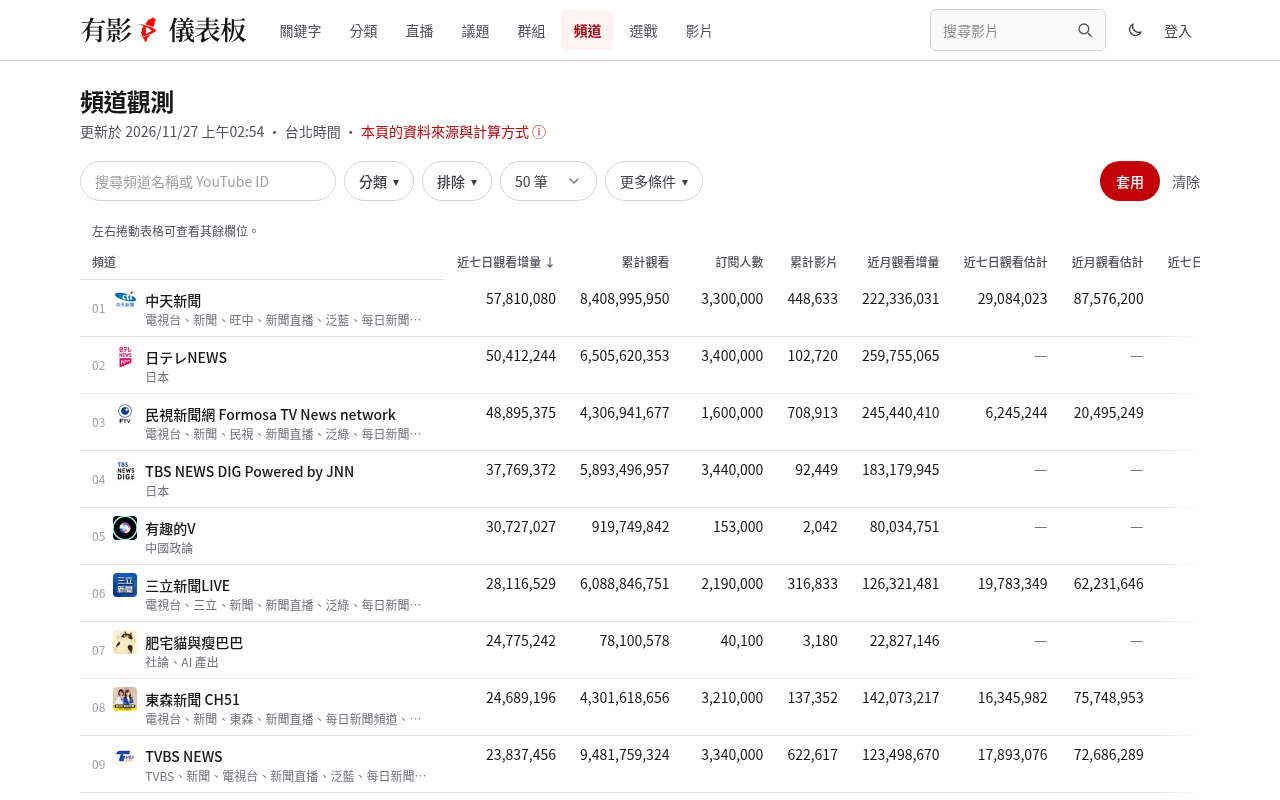 有影 儀表板 關鍵字 分類 直播 議題 群組 頻道 選戰 影片 搜尋影片 登入
頻道觀測
更新於 2026/11/27 上午02:54 · 台北時間 · 本頁的資料來源與計算方式 ⓘ
搜尋頻道名稱或 YouTube ID 分類 ▾ 排除 ▾ 50 筆 更多條件 ▾ 套用 清除
左右捲動表格可查看其餘欄位。
頻道 近七日觀看增量 ↓ 累計觀看 訂閱人數 累計影片 近月觀看增量 近七日觀看估計 近月觀看估計 近七日
01 中天新聞 57,810,080 8,408,995,950 3,300,000 448,633 222,336,031 29,084,023 87,576,200
電視台、新聞、旺中、新聞直播、泛藍、每日新聞…
02 日テレNEWS 50,412,244 6,505,620,353 3,400,000 102,720 259,755,065 — —
日本
03 民視新聞網 Formosa TV News network 48,895,375 4,306,941,677 1,600,000 708,913 245,440,410 6,245,244 20,495,249
電視台、新聞、民視、新聞直播、泛綠、每日新聞…
04 TBS NEWS DIG Powered by JNN 37,769,372 5,893,496,957 3,440,000 92,449 183,179,945 — —
日本
05 有趣的V 30,727,027 919,749,842 153,000 2,042 80,034,751 — —
中國政論
06 三立新聞LIVE 28,116,529 6,088,846,751 2,190,000 316,833 126,321,481 19,783,349 62,231,646
電視台、三立、新聞、新聞直播、泛綠、每日新聞…
07 肥宅貓與瘦巴巴 24,775,242 78,100,578 40,100 3,180 22,827,146 — —
社論、AI 產出
08 東森新聞 CH51 24,689,196 4,301,618,656 3,210,000 137,352 142,073,217 16,345,982 75,748,953
電視台、新聞、東森、新聞直播、每日新聞頻道、…
09 TVBS NEWS 23,837,456 9,481,759,324 3,340,000 622,617 123,498,670 17,893,076 72,686,289
TVBS、新聞、電視台、新聞直播、泛藍、每日新聞…